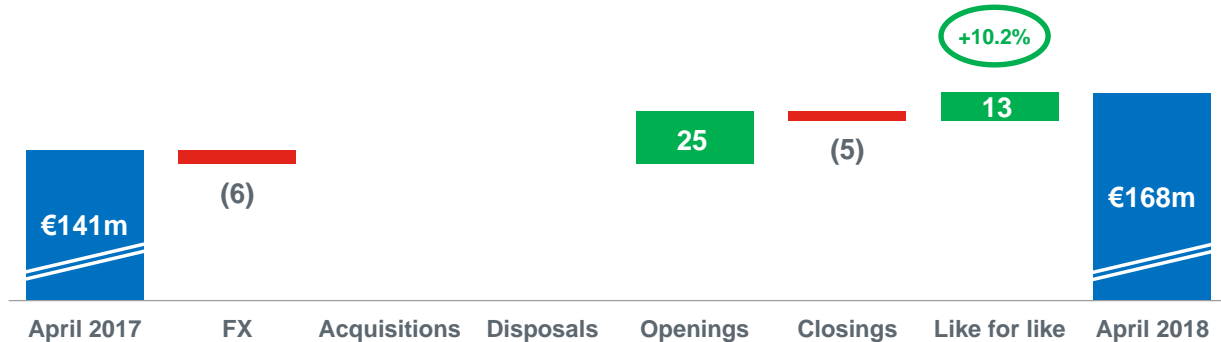 +10.2%
13
25
(5)
(6)
€141m
€168m
April 2017 FX Acquisitions Disposals Openings Closings Like for like April 2018